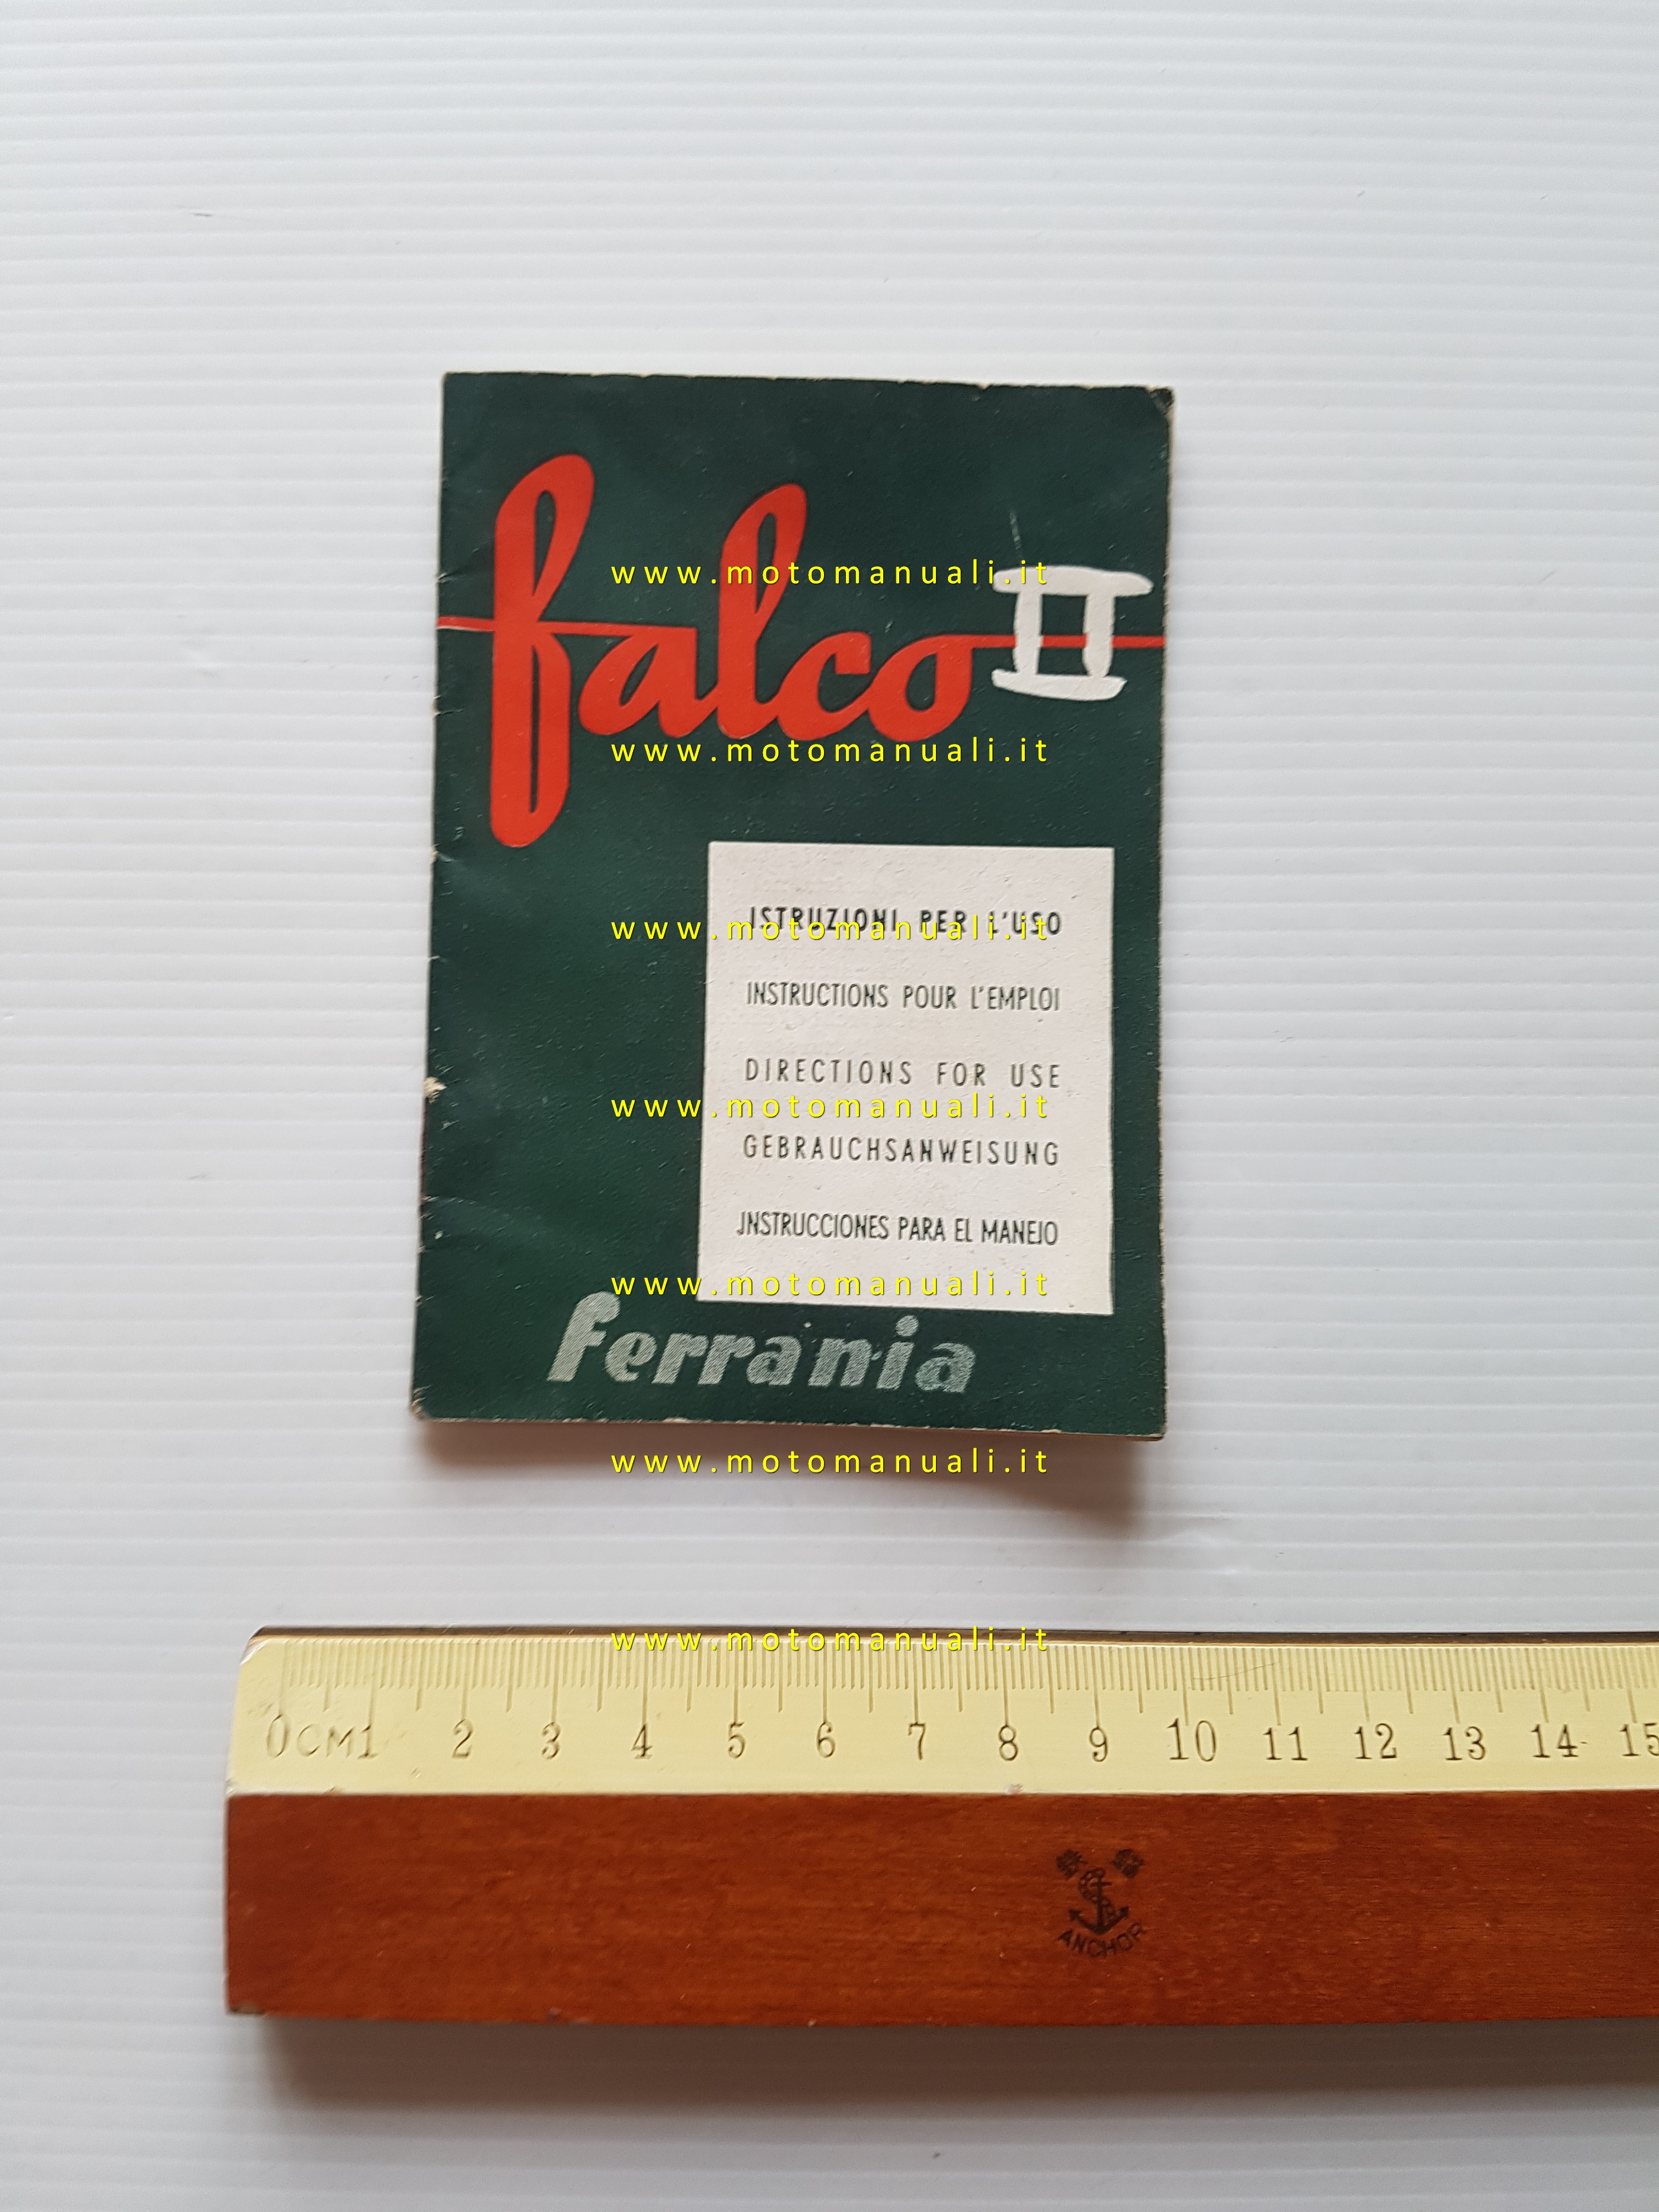 falco II
www.motomanuali.it
www.motomanuali.it
ISTRUZIONI PER L'USO
www.motomanuali.it
INSTRUCTIONS POUR L'EMPLOI
DIRECTIONS FOR USE
www.motomanuali.it
GEBRAUCHSANWEISUNG
JNSTRUCCIONES PARA EL MANEJO
www.motomanuali.it
ferrania
www.motomanuali.it
www.motomanuali.it
0CM1 2 3 4 5 6 7 8 9 10 11 12 13 14 15
ANCHOR